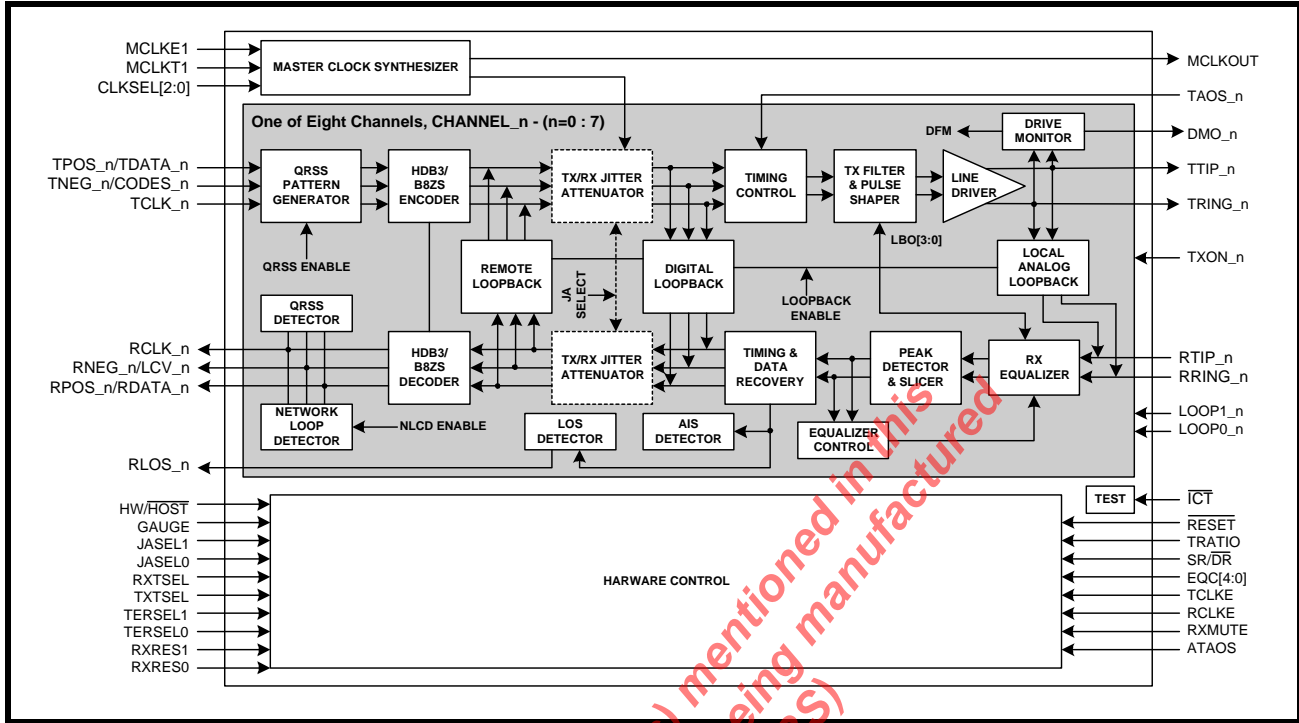 MCLKE1
MCLKT1
CLKSEL[2:0]
MASTER CLOCK SYNTHESIZER
MCLKOUT
TAOS_n
One of Eight Channels, CHANNEL_n - (n=0 : 7)
DFM
DRIVE
MONITOR
DMO_n
TPOS_n/TDATA_n
TNEG_n/CODES_n
TCLK_n
QRSS
PATTERN
GENERATOR
HDB3/
B8ZS
ENCODER
TX/RX JITTER
ATTENUATOR
TIMING
CONTROL
TX FILTER
& PULSE
SHAPER
LINE
DRIVER
TTIP_n
TRING_n
QRSS ENABLE
REMOTE
LOOPBACK
JA
SELECT
DIGITAL
LOOPBACK
LOOPBACK
ENABLE
LBO[3:0]
LOCAL
ANALOG
LOOPBACK
TXON_n
QRSS
DETECTOR
RCLK_n
RNEG_n/LCV_n
RPOS_n/RDATA_n
HDB3/
B8ZS
DECODER
TX/RX JITTER
ATTENUATOR
TIMING &
DATA
RECOVERY
PEAK
DETECTOR
& SLICER
RX
EQUALIZER
RTIP_n
RRING_n
NETWORK
LOOP
DETECTOR
NLCD ENABLE
LOS
DETECTOR
AIS
DETECTOR
EQUALIZER
CONTROL
LOOP1_n
LOOP0_n
RLOS_n
TEST
ICT
HW/HOST
GAUGE
JASEL1
JASEL0
RXTSEL
TXTSEL
TERSEL1
TERSEL0
RXRES1
RXRES0
HARWARE CONTROL
RESET
TRATIO
SR/DR
EQC[4:0]
TCLKE
RCLKE
RXMUTE
ATAOS
mentioned in this
being manufactured
S)